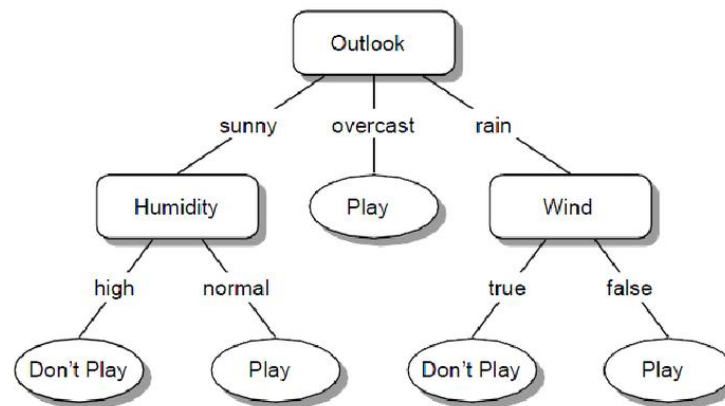 Outlook
sunny overcast rain
Humidity Play Wind
high normal true false
Don't Play Play Don't Play Play